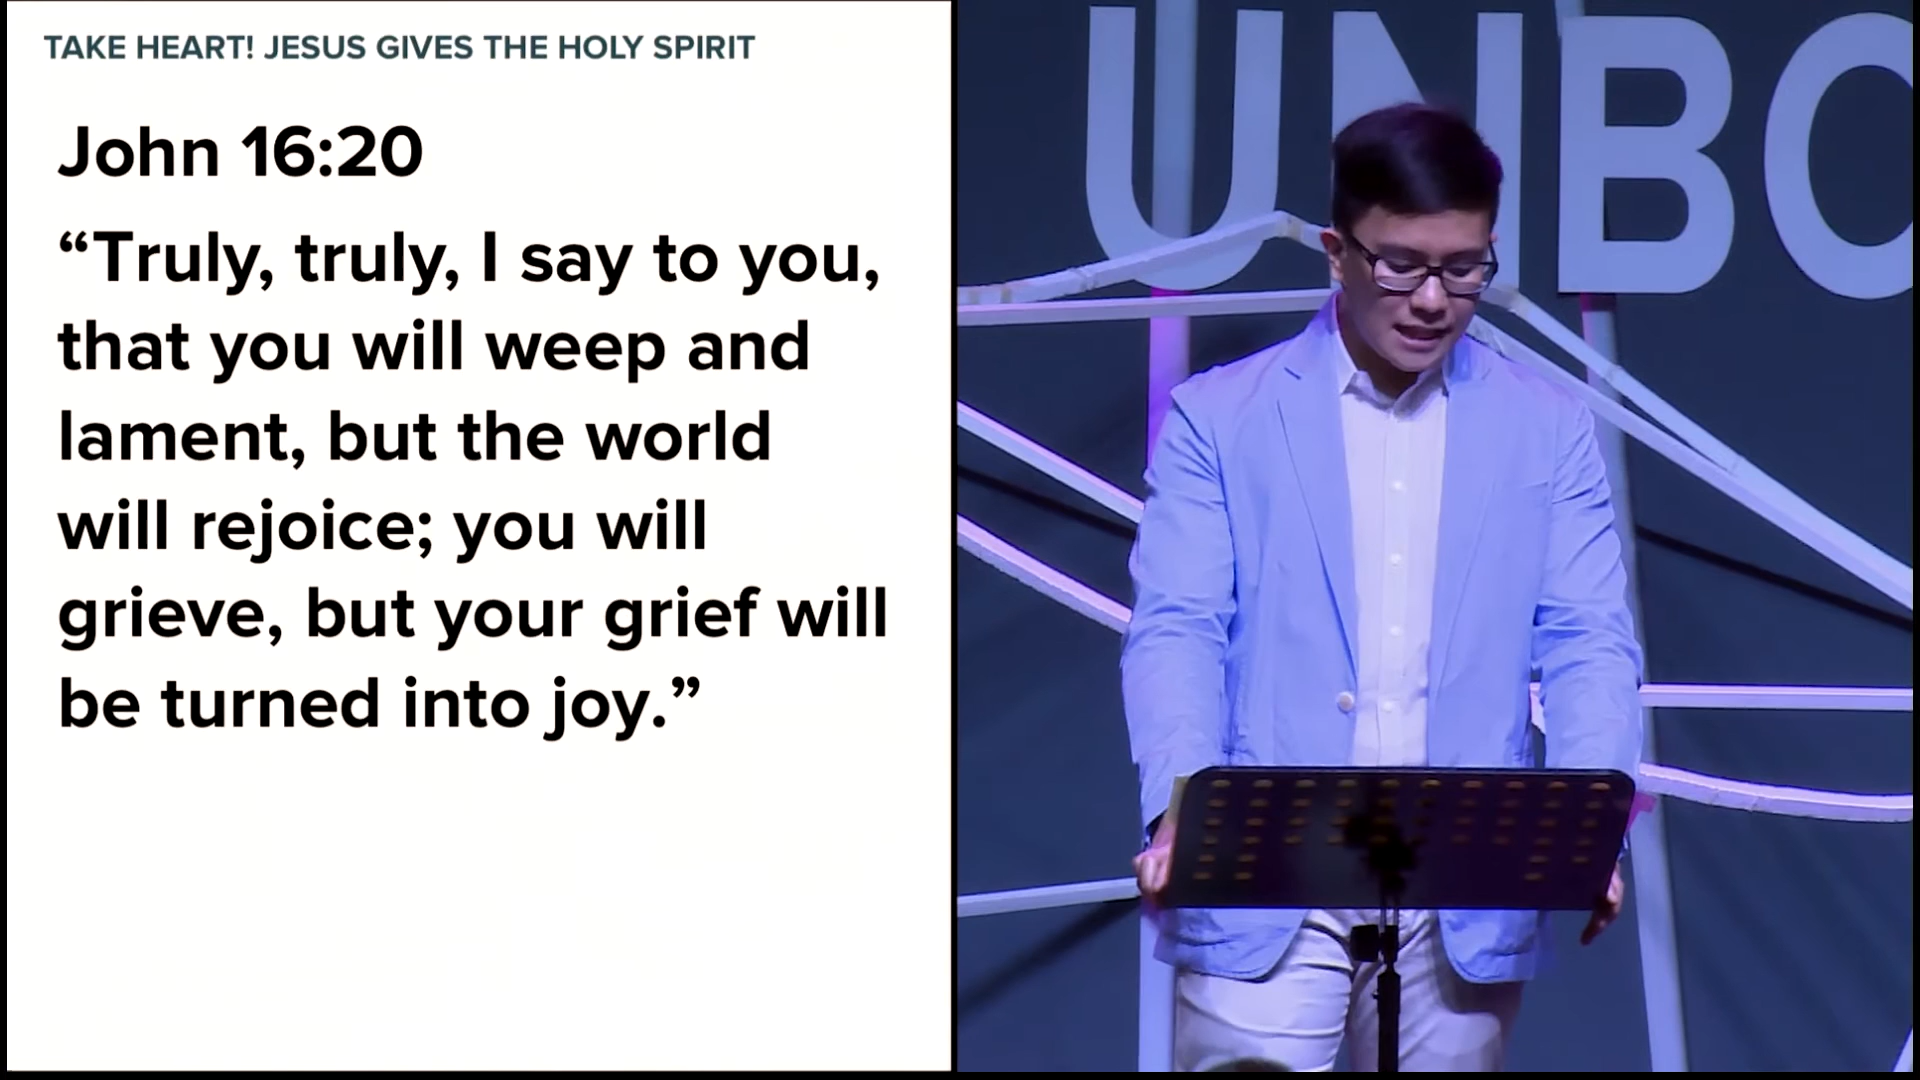 TAKE HEART! JESUS GIVES THE HOLY SPIRIT
John 16:20
“Truly, truly, I say to you,
that you will weep and
lament, but the world
will rejoice; you will
grieve, but your grief will
be turned into joy.”
UNBO